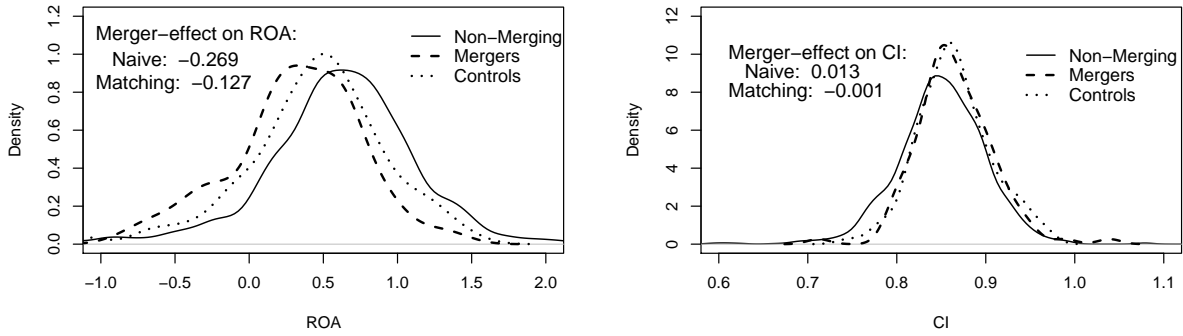 Merger−effect on ROA:
Naive: −0.269
Matching: −0.127
Non−Merging
Mergers
Controls
Density
0.0 0.2 0.4 0.6 0.8 1.0 1.2
−1.0 −0.5 0.0 0.5 1.0 1.5 2.0
ROA
Merger−effect on CI:
Naive: 0.013
Matching: −0.001
Non−Merging
Mergers
Controls
Density
0 2 4 6 8 10 12
0.6 0.7 0.8 0.9 1.0 1.1
CI